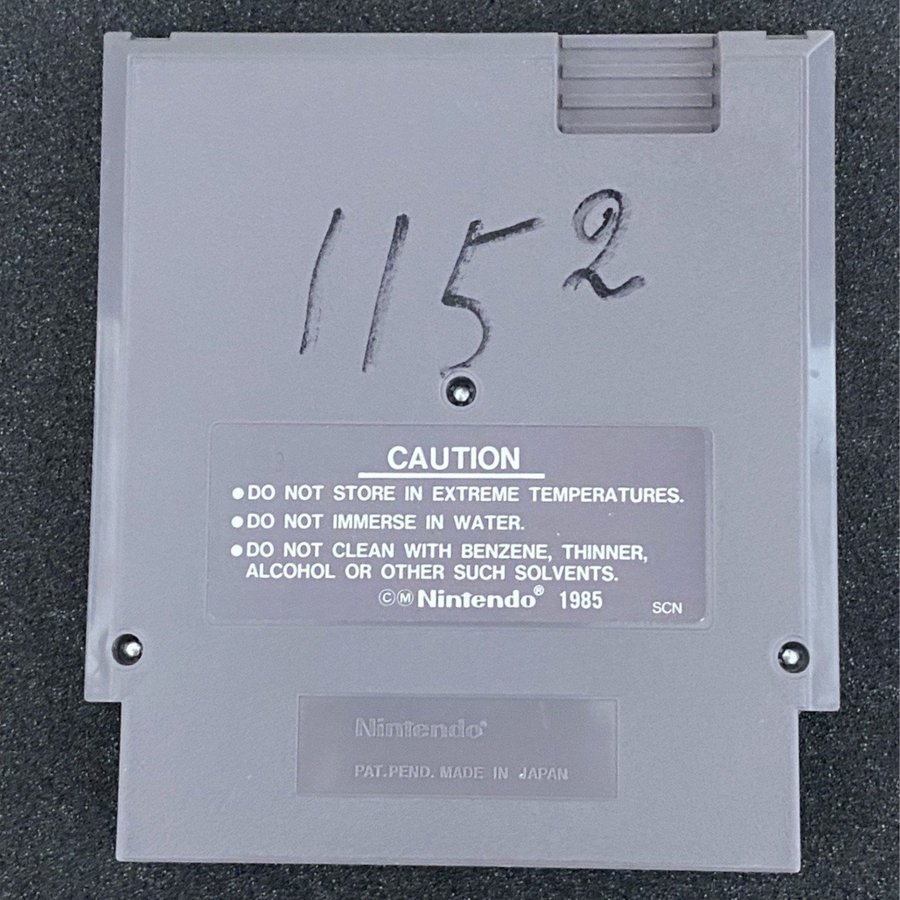 115²
CAUTION
●DO NOT STORE IN EXTREME TEMPERATURES.
●DO NOT IMMERSE IN WATER.
●DO NOT CLEAN WITH BENZENE, THINNER,
ALCOHOL OR OTHER SUCH SOLVENTS.
ⒸⓂNintendo® 1985 SCN
Nintendo®
PAT.PEND. MADE IN JAPAN